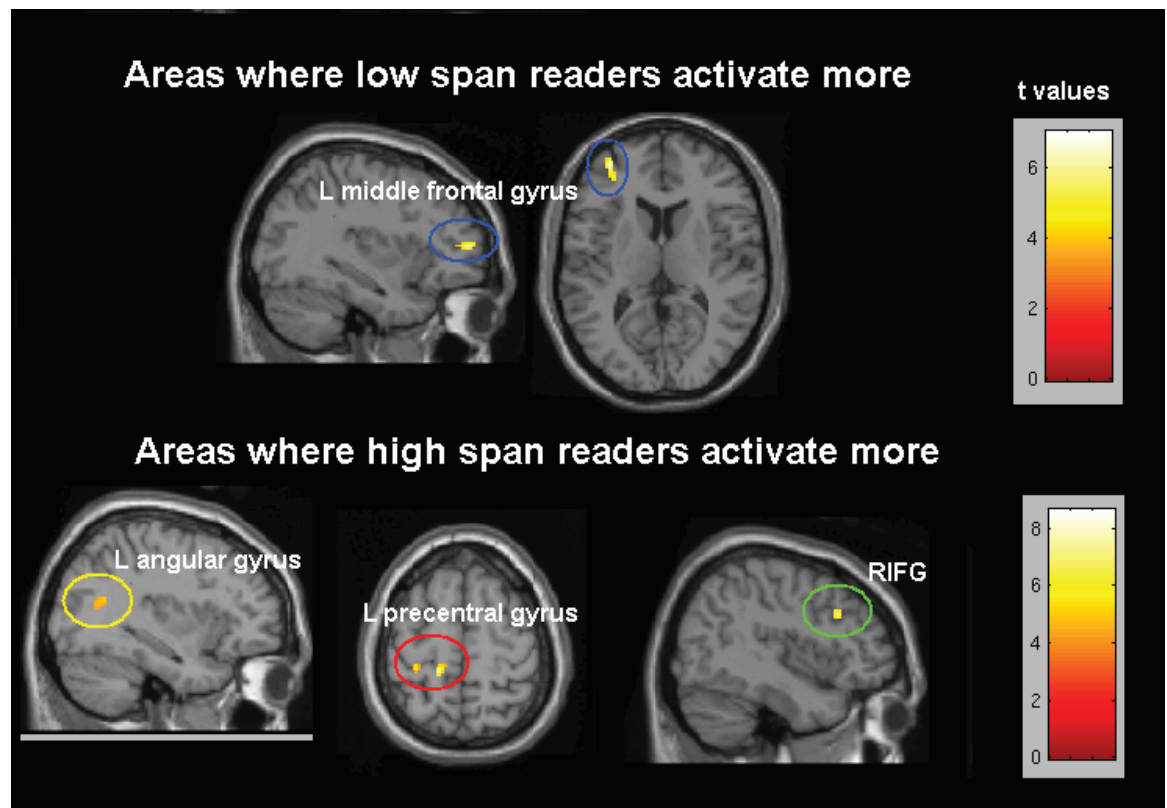 Areas where low span readers activate more
t values
L middle frontal gyrus
6
4
2
0
Areas where high span readers activate more
L angular gyrus
L precentral gyrus
RIFG
8
6
4
2
0